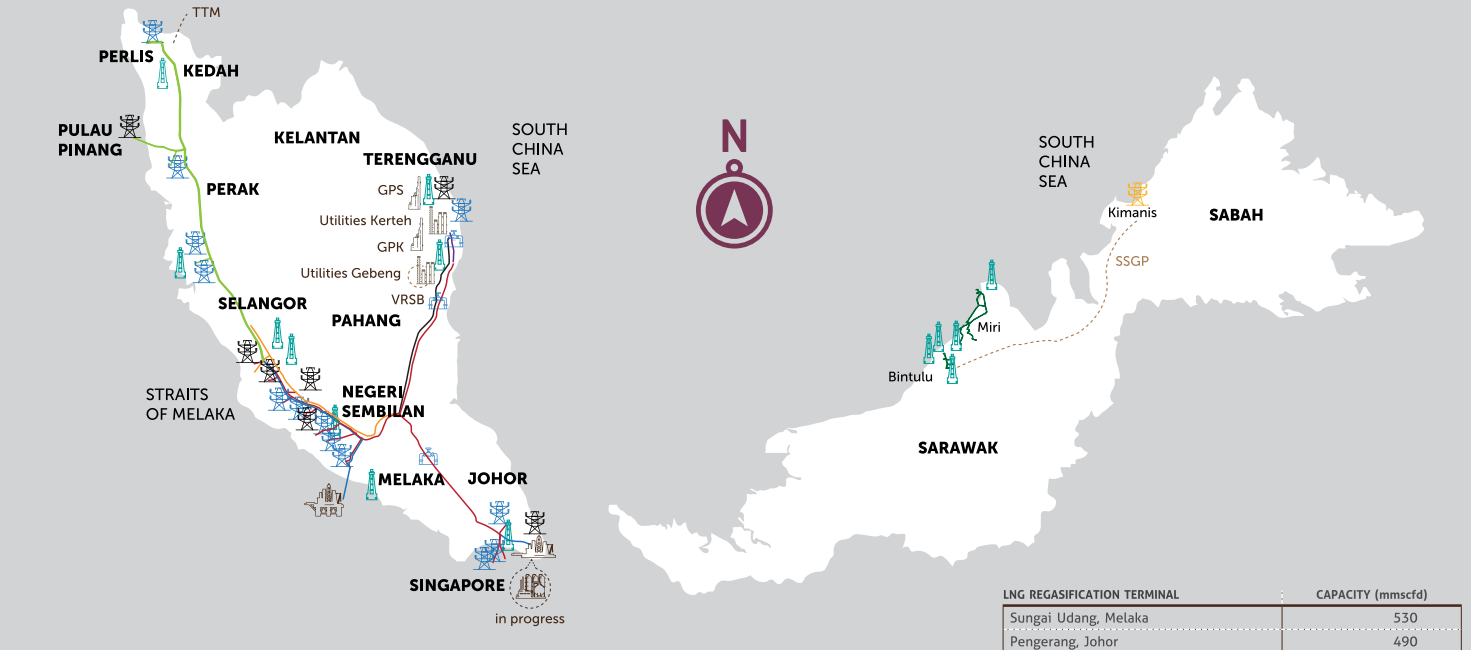 TTM
PERLIS
KEDAH
PULAU
PINANG
KELANTAN
TERENGGANU
SOUTH
CHINA
SEA
PERAK
GPS
Utilities Kerteh
GPK
Utilities Gebeng
VRSB
SELANGOR
PAHANG
STRAITS
OF MELAKA
NEGERI
SEMBILAN
MELAKA
JOHOR
SINGAPORE
in progress
N
SOUTH
CHINA
SEA
Kimanis
SABAH
SSGP
Miri
Bintulu
SARAWAK
LNG REGASIFICATION TERMINAL CAPACITY (mmscfd)
Sungai Udang, Melaka 530
Pengerang, Johor 490